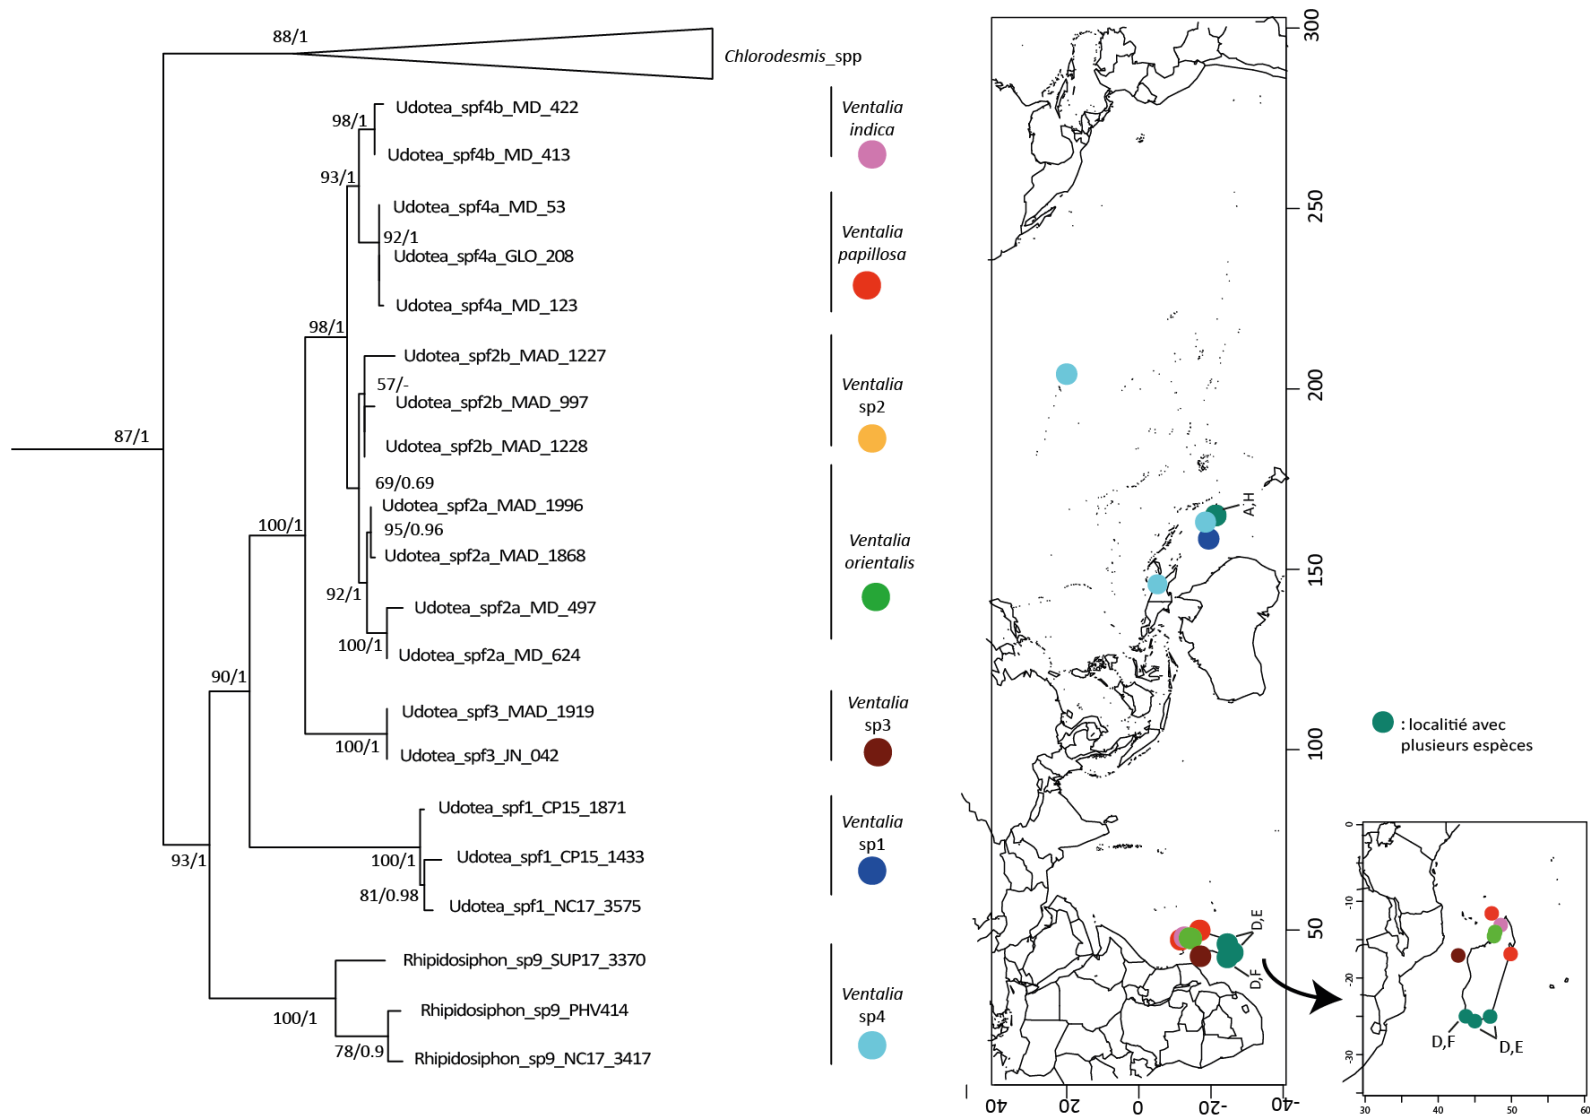 88/1
Chlorodesmis_spp
Udotea_spf4b_MD_422
98/1
Udotea_spf4b_MD_413
93/1
Udotea_spf4a_MD_53
92/1
Udotea_spf4a_GLO_208
Udotea_spf4a_MD_123
98/1
Udotea_spf2b_MAD_1227
57/-
Udotea_spf2b_MAD_997
Udotea_spf2b_MAD_1228
87/1
69/0.69
Udotea_spf2a_MAD_1996
100/1
95/0.96
Udotea_spf2a_MAD_1868
92/1
Udotea_spf2a_MD_497
100/1
Udotea_spf2a_MD_624
90/1
Udotea_spf3_MAD_1919
100/1
Udotea_spf3_JN_042
Udotea_spf1_CP15_1871
93/1
100/1
Udotea_spf1_CP15_1433
81/0.98
Udotea_spf1_NC17_3575
Rhipidosiphon_sp9_SUP17_3370
100/1
Rhipidosiphon_sp9_PHV414
78/0.9
Rhipidosiphon_sp9_NC17_3417
Ventalia
indica
Ventalia
papillosa
Ventalia
sp2
Ventalia
orientalis
Ventalia
sp3
Ventalia
sp1
Ventalia
sp4
300
250
200
150
100
50
40
20
0
-20
-40
A,H
D,E
D,F
: localitié avec
plusieurs espèces
0
-10
-20
-30
D,F
D,E
30
40
50
60